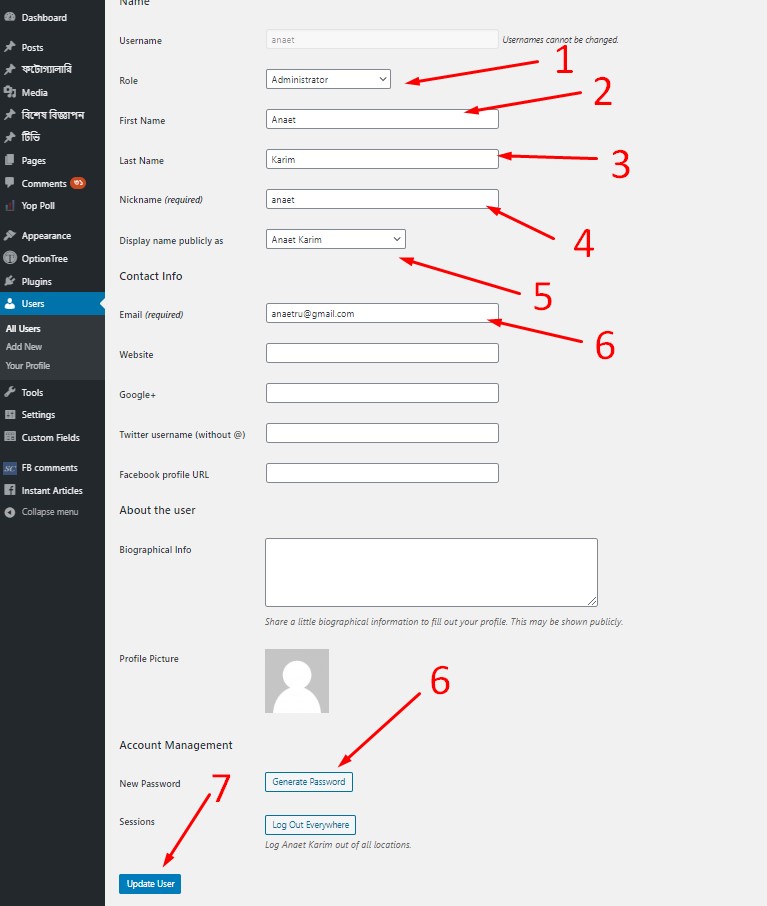 Name
Dashboard
Posts
ফটোগ্যালারি
Media
বিশেষ বিজ্ঞাপন
টিভি
Pages
Comments ৩১
Yop Poll
Appearance
OptionTree
Plugins
Users
All Users
Add New
Your Profile
Tools
Settings
Custom Fields
SC FB comments
Instant Articles
Collapse menu
Username anaet Usernames cannot be changed.
Role Administrator 1
First Name Anaet 2
Last Name Karim 3
Nickname (required) anaet 4
Display name publicly as Anaet Karim 5
Contact Info
Email (required) anaetru@gmail.com 6
Website
Google+
Twitter username (without @)
Facebook profile URL
About the user
Biographical Info
Share a little biographical information to fill out your profile. This may be shown publicly.
Profile Picture
6
Account Management
New Password Generate Password
7
Sessions Log Out Everywhere
Log Anaet Karim out of all locations.
Update User